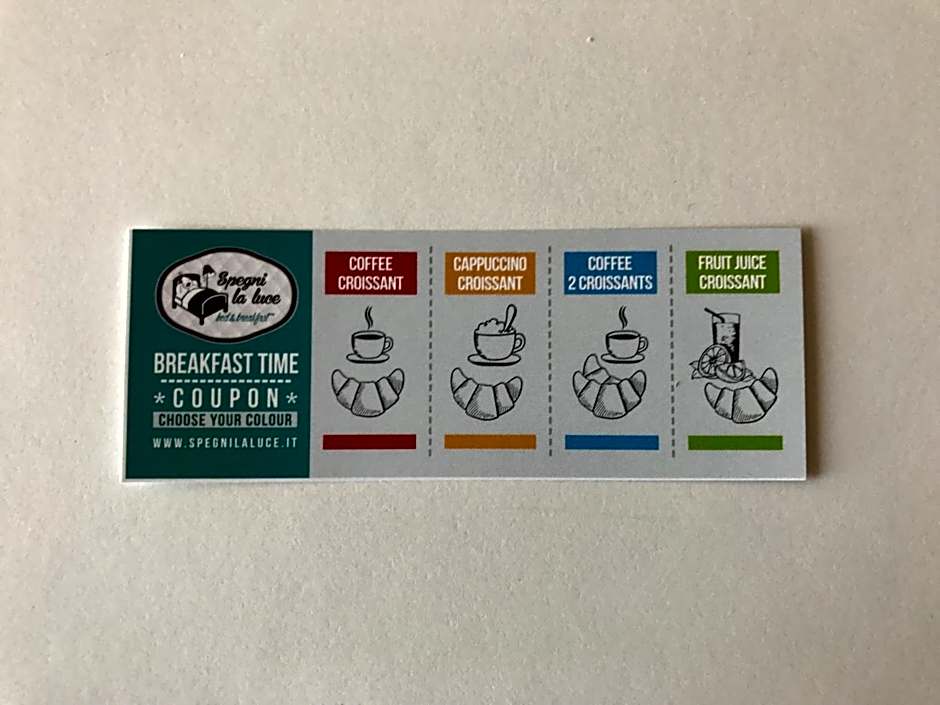 Spegni
la luce
bed & breakfast
BREAKFAST TIME
* COUPON *
CHOOSE YOUR COLOUR
WWW.SPEGNILALUCE.IT
COFFEE
CROISSANT
CAPPUCCINO
CROISSANT
COFFEE
2 CROISSANTS
FRUIT JUICE
CROISSANT